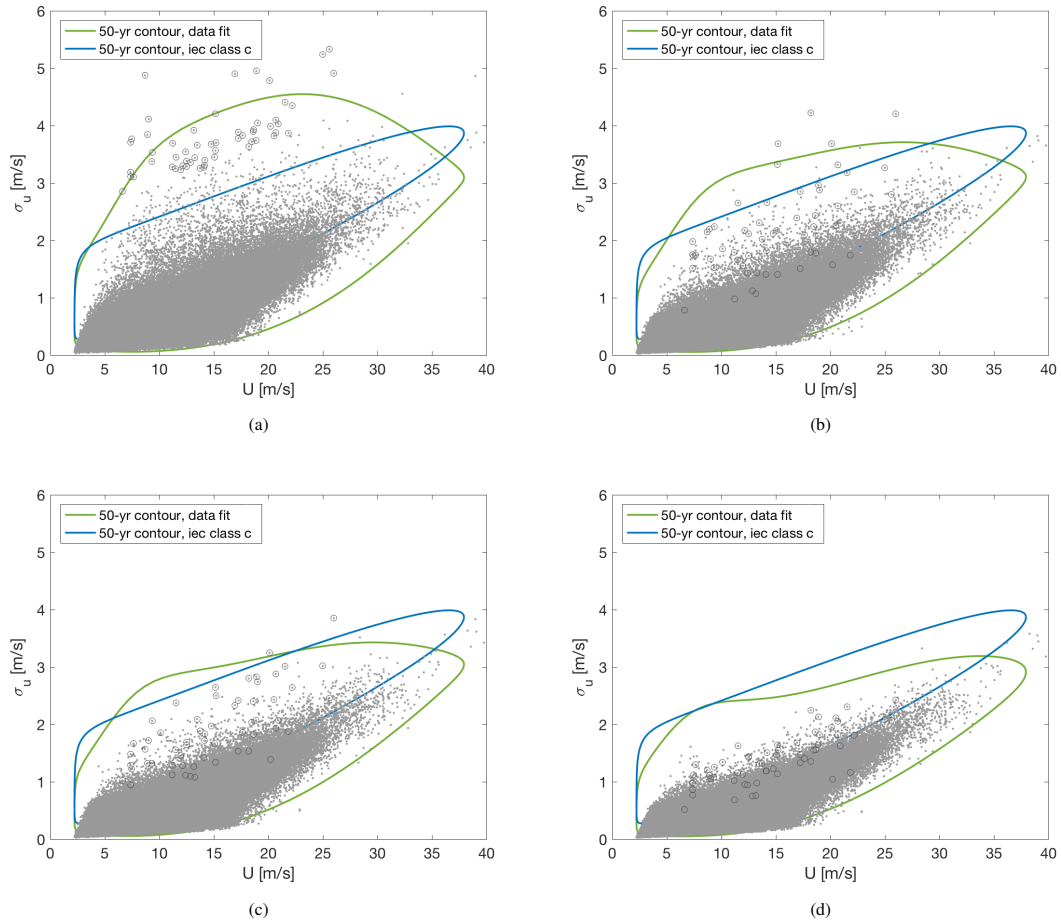 6
5
4
3
2
1
0
σu [m/s]
50-yr contour, data fit
50-yr contour, iec class c
0 5 10 15 20 25 30 35 40
U [m/s]
(a)
6
5
4
3
2
1
0
σu [m/s]
50-yr contour, data fit
50-yr contour, iec class c
0 5 10 15 20 25 30 35 40
U [m/s]
(b)
6
5
4
3
2
1
0
σu [m/s]
50-yr contour, data fit
50-yr contour, iec class c
0 5 10 15 20 25 30 35 40
U [m/s]
(c)
6
5
4
3
2
1
0
σu [m/s]
50-yr contour, data fit
50-yr contour, iec class c
0 5 10 15 20 25 30 35 40
U [m/s]
(d)